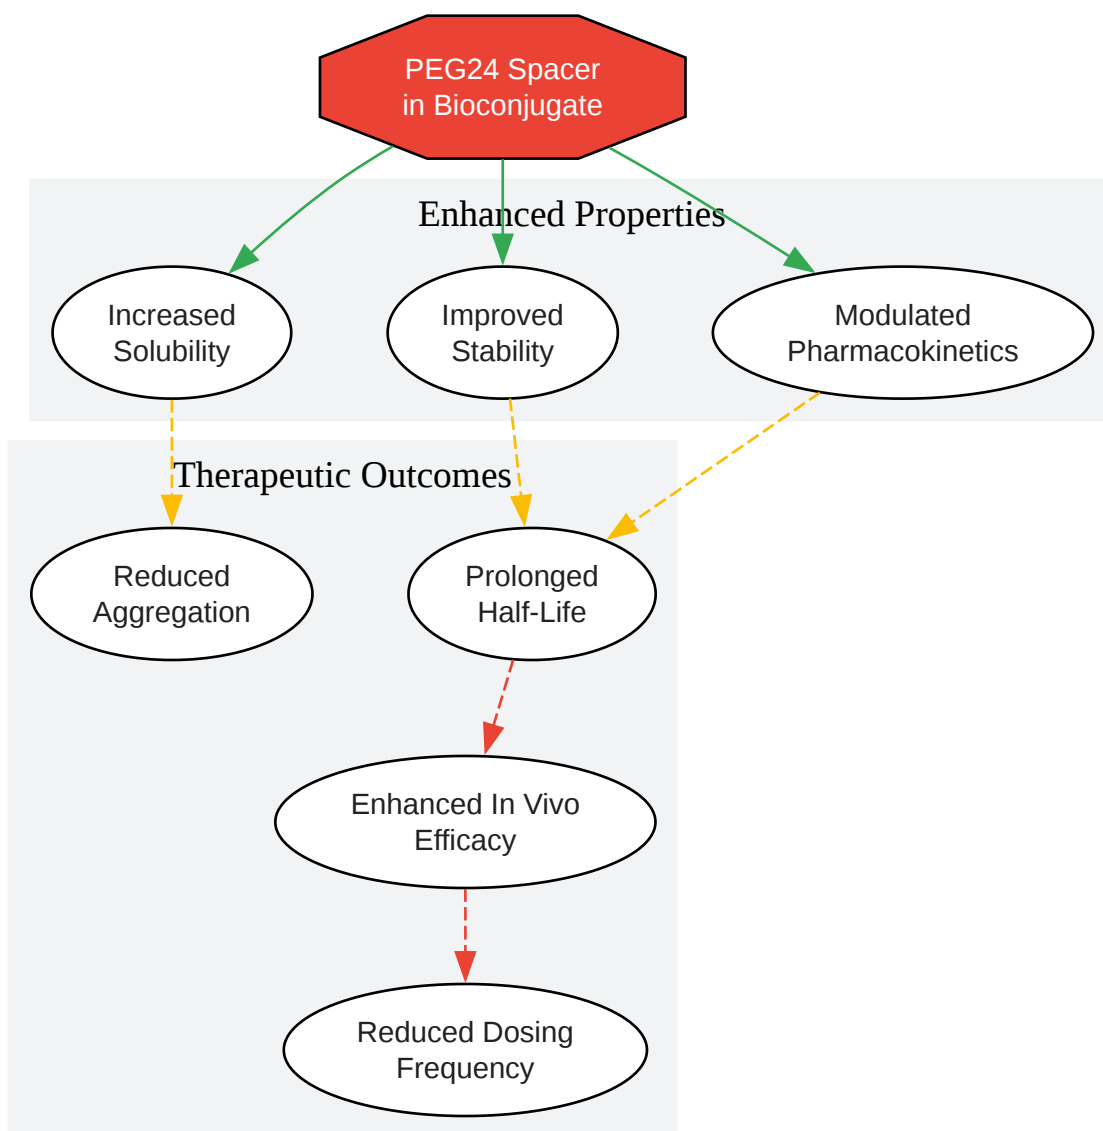 PEG24 Spacer
in Bioconjugate
Enhanced Properties
Increased
Solubility
Improved
Stability
Modulated
Pharmacokinetics
Therapeutic Outcomes
Reduced
Aggregation
Prolonged
Half-Life
Enhanced In Vivo
Efficacy
Reduced Dosing
Frequency